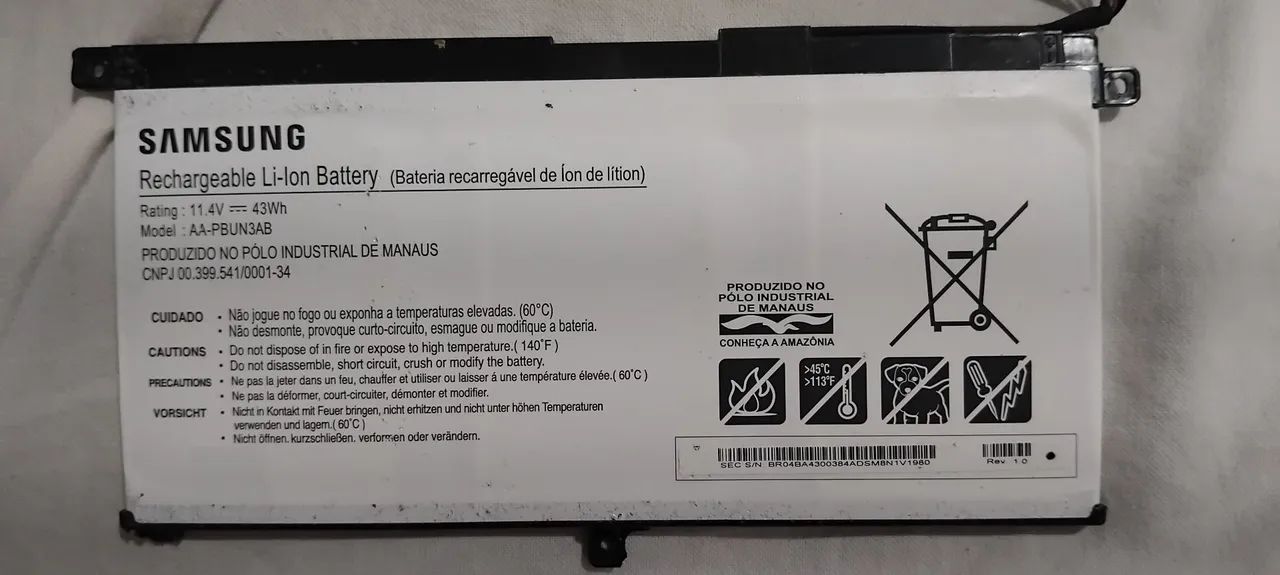 SAMSUNG
Rechargeable Li-Ion Battery (Bateria recarregável de Íon de lítion)
Rating : 11.4V ⎓ 43Wh
Model : AA-PBUN3AB
PRODUZIDO NO PÓLO INDUSTRIAL DE MANAUS
CNPJ 00.399.541/0001-34
CUIDADO • Não jogue no fogo ou exponha a temperaturas elevadas. (60°C)
• Não desmonte, provoque curto-circuito, esmague ou modifique a bateria.
CAUTIONS • Do not dispose of in fire or expose to high temperature.( 140°F )
• Do not disassemble, short circuit, crush or modify the battery.
PRECAUTIONS • Ne pas la jeter dans un feu, chauffer et utiliser ou laisser á une température élevée.( 60°C )
• Ne pas la déformer, court-circuiter, démonter et modifier.
VORSICHT • Nicht in Kontakt mit Feuer bringen, nicht erhitzen und nicht unter höhen Temperaturen
verwenden und lagern.( 60°C )
• Nicht öffnen. kurzschließen. verformen oder verändern.
PRODUZIDO NO
PÓLO INDUSTRIAL
DE MANAUS
CONHEÇA A AMAZÔNIA
>45°C
>113°F
SEC S/N BR04BA4300384ADSM8N1V1980
Rev. 1.0